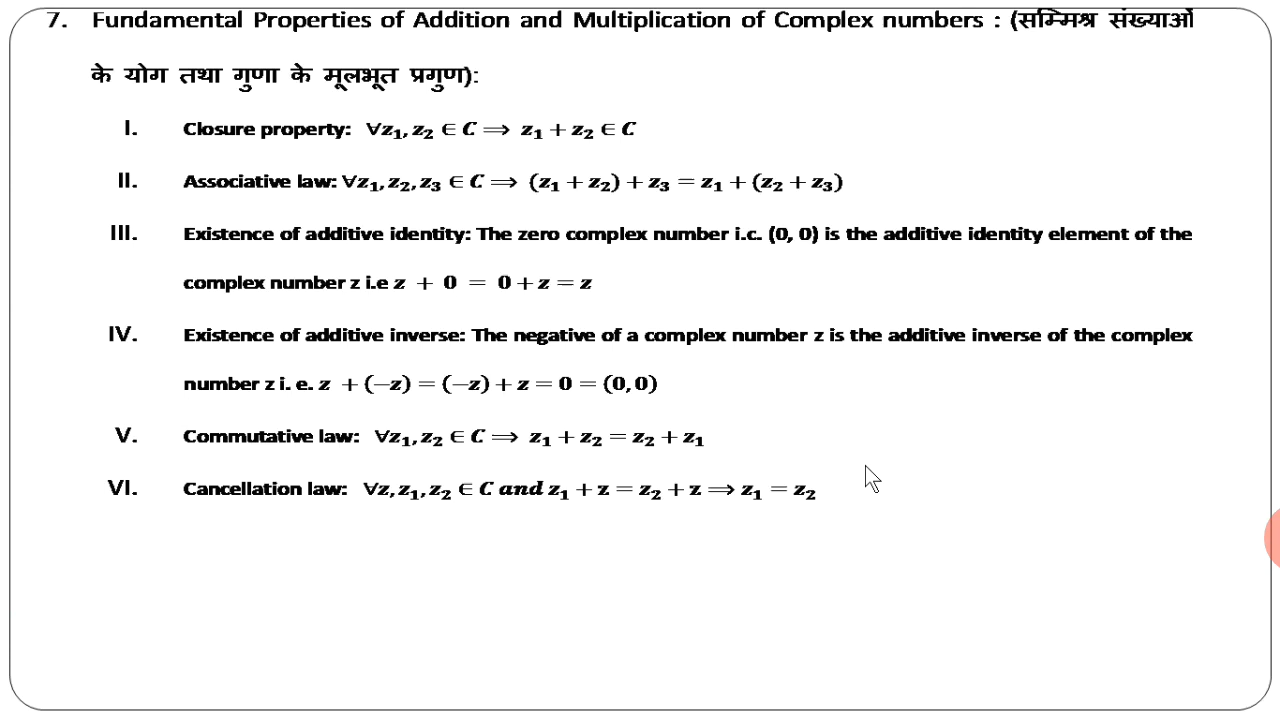 7. Fundamental Properties of Addition and Multiplication of Complex numbers : (सम्मिश्र संख्याओं
के योग तथा गुणा के मूलभूत प्रगुण):
I. Closure property: ∀z₁, z₂ ∈ C ⟹ z₁ + z₂ ∈ C
II. Associative law: ∀z₁, z₂, z₃ ∈ C ⟹ (z₁ + z₂) + z₃ = z₁ + (z₂ + z₃)
III. Existence of additive identity: The zero complex number i.c. (0, 0) is the additive identity element of the
complex number z i.e z + 0 = 0 + z = z
IV. Existence of additive inverse: The negative of a complex number z is the additive inverse of the complex
number z i. e. z + (−z) = (−z) + z = 0 = (0, 0)
V. Commutative law: ∀z₁, z₂ ∈ C ⟹ z₁ + z₂ = z₂ + z₁
VI. Cancellation law: ∀z, z₁, z₂ ∈ C and z₁ + z = z₂ + z ⟹ z₁ = z₂